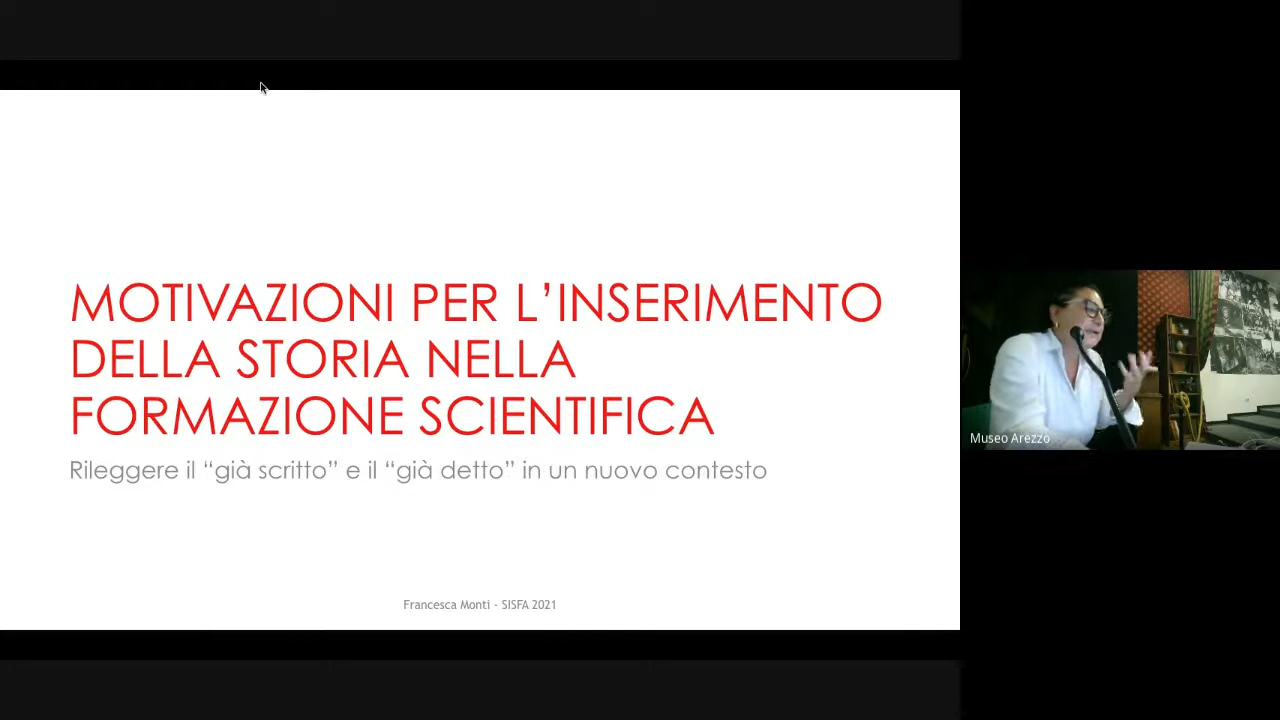 MOTIVAZIONI PER L’INSERIMENTO
DELLA STORIA NELLA
FORMAZIONE SCIENTIFICA
Rileggere il “già scritto” e il “già detto” in un nuovo contesto
Francesca Monti - SISFA 2021
Museo Arezzo